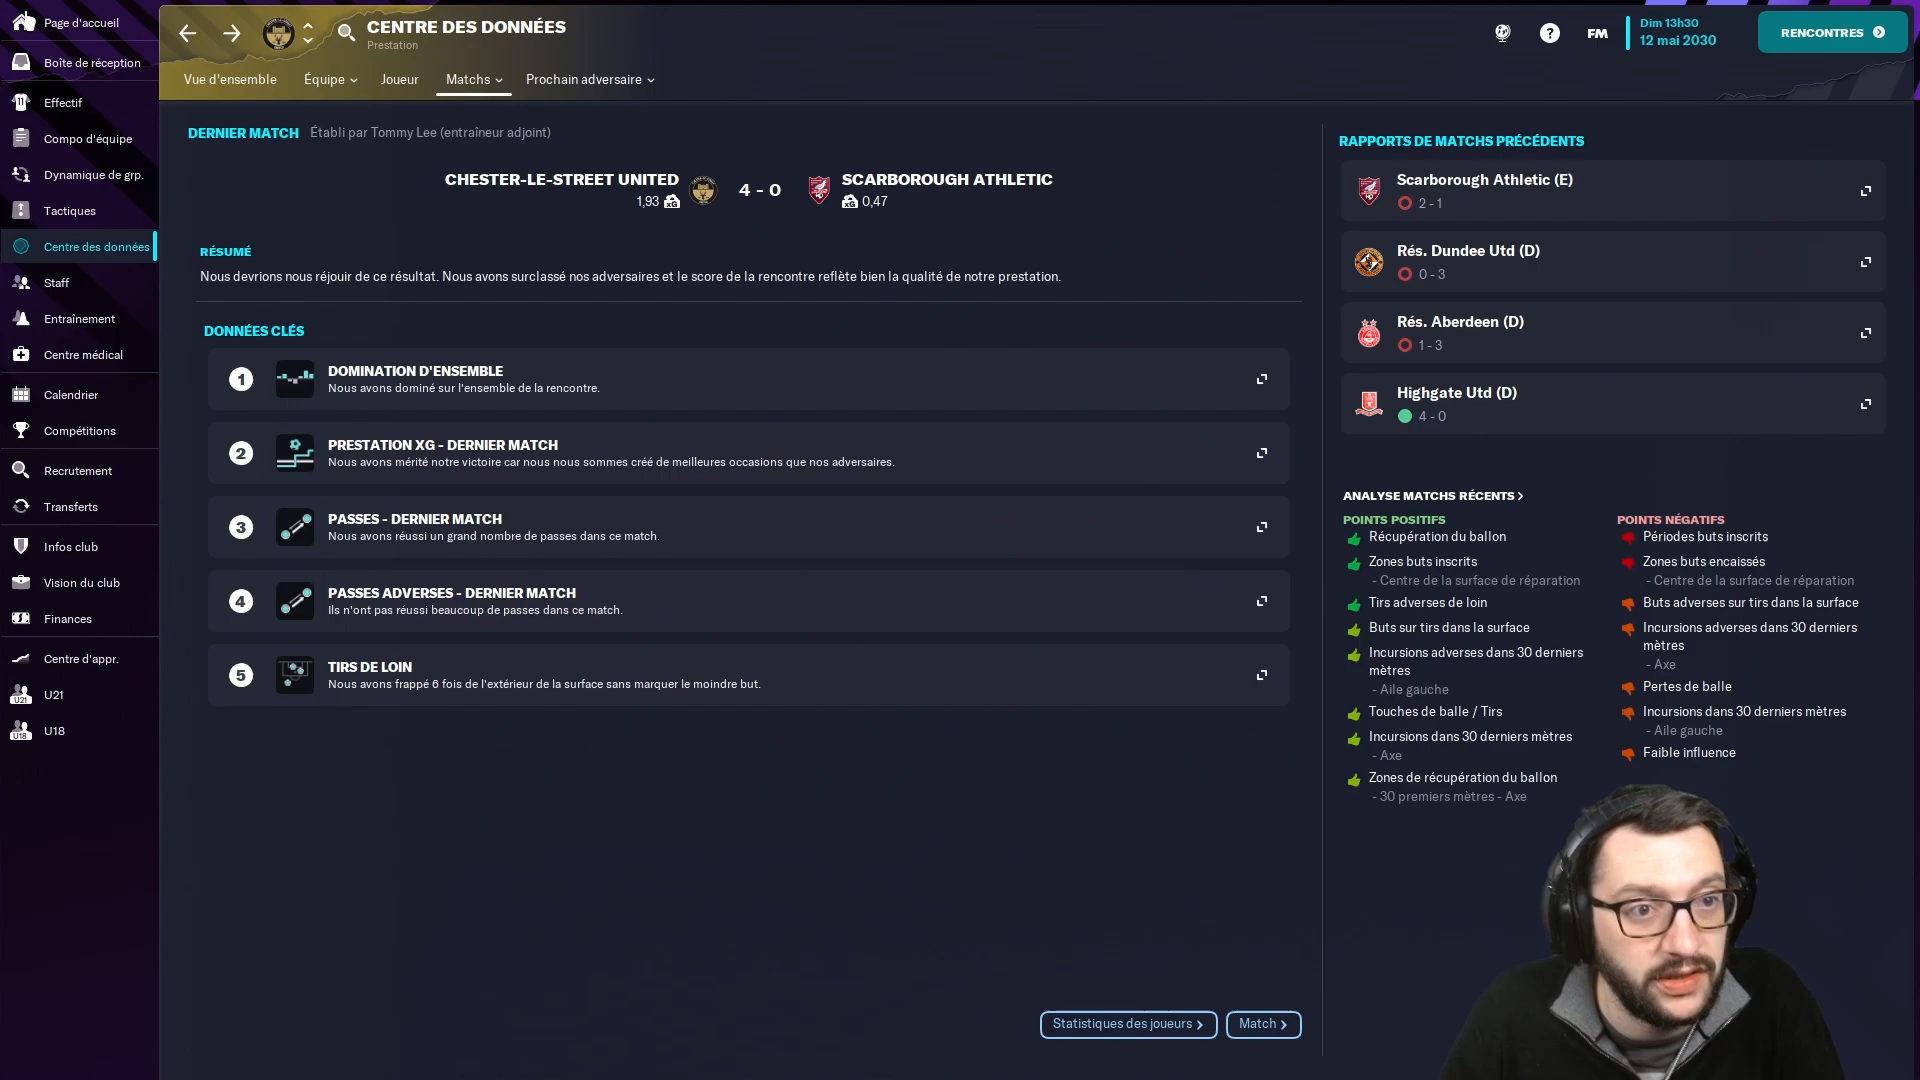 Page d'accueil
Boîte de réception
Effectif
Compo d'équipe
Dynamique de grp.
Tactiques
Centre des données
Staff
Entraînement
Centre médical
Calendrier
Compétitions
Recrutement
Transferts
Infos club
Vision du club
Finances
Centre d'appr.
U21
U21
U18
U18
CENTRE DES DONNÉES
Prestation
FM
Dim 13h30
12 mai 2030
RENCONTRES
Vue d'ensemble Équipe Joueur Matchs Prochain adversaire
DERNIER MATCH Établi par Tommy Lee (entraîneur adjoint)
CHESTER-LE-STREET UNITED 4 - 0 SCARBOROUGH ATHLETIC
1,93 xG xG 0,47
RÉSUMÉ
Nous devrions nous réjouir de ce résultat. Nous avons surclassé nos adversaires et le score de la rencontre reflète bien la qualité de notre prestation.
DONNÉES CLÉS
1 DOMINATION D'ENSEMBLE
Nous avons dominé sur l'ensemble de la rencontre.
2 PRESTATION XG - DERNIER MATCH
Nous avons mérité notre victoire car nous nous sommes créé de meilleures occasions que nos adversaires.
3 PASSES - DERNIER MATCH
Nous avons réussi un grand nombre de passes dans ce match.
4 PASSES ADVERSES - DERNIER MATCH
Ils n'ont pas réussi beaucoup de passes dans ce match.
5 TIRS DE LOIN
Nous avons frappé 6 fois de l'extérieur de la surface sans marquer le moindre but.
Statistiques des joueurs
Match
RAPPORTS DE MATCHS PRÉCÉDENTS
Scarborough Athletic (E)
2 - 1
Rés. Dundee Utd (D)
0 - 3
Rés. Aberdeen (D)
1 - 3
Highgate Utd (D)
4 - 0
ANALYSE MATCHS RÉCENTS
POINTS POSITIFS
Récupération du ballon
Zones buts inscrits
- Centre de la surface de réparation
Tirs adverses de loin
Buts sur tirs dans la surface
Incursions adverses dans 30 derniers
mètres
- Aile gauche
Touches de balle / Tirs
Incursions dans 30 derniers mètres
- Axe
Zones de récupération du ballon
- 30 premiers mètres - Axe
POINTS NÉGATIFS
Périodes buts inscrits
Zones buts encaissés
- Centre de la surface de réparation
Buts adverses sur tirs dans la surface
Incursions adverses dans 30 derniers
mètres
- Axe
Pertes de balle
Incursions dans 30 derniers mètres
- Aile gauche
Faible influence